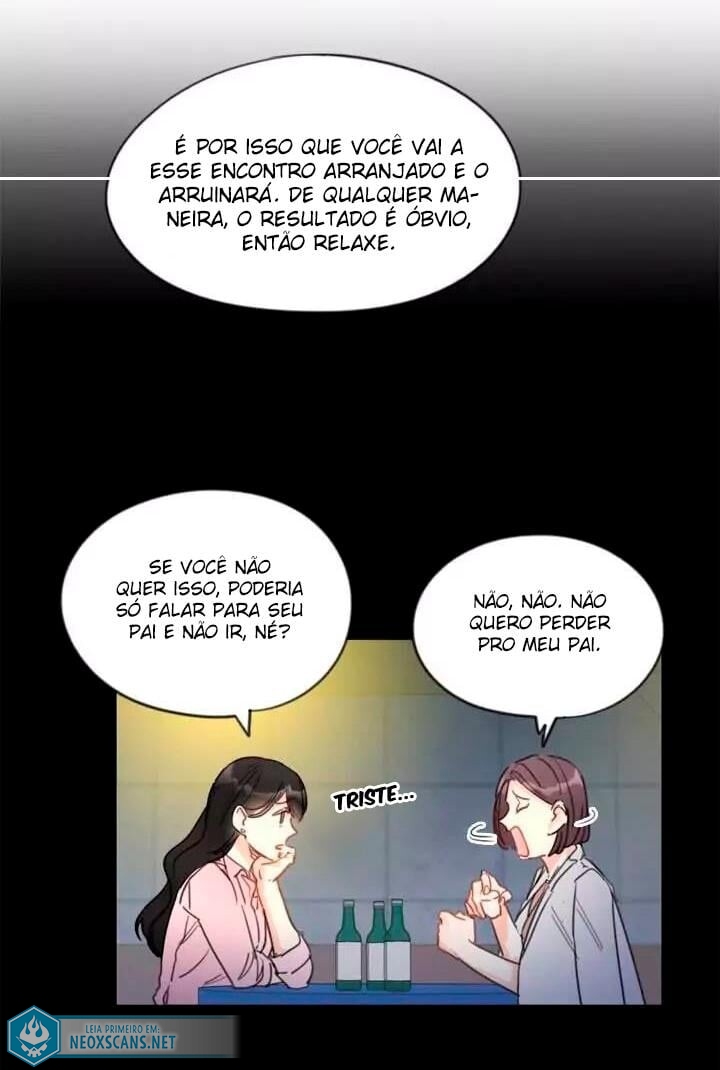 É POR ISSO QUE VOCÊ VAI A
ESSE ENCONTRO ARRANJADO E O
ARRUINARÁ. DE QUALQUER MA-
NEIRA, O RESULTADO É ÓBVIO,
ENTÃO RELAXE.
SE VOCÊ NÃO
QUER ISSO, PODERIA
SÓ FALAR PARA SEU
PAI E NÃO IR, NÉ?
NÃO, NÃO. NÃO
QUERO PERDER
PRO MEU PAI.
TRISTE...
LEIA PRIMEIRO EM:
NEOXSCANS.NET